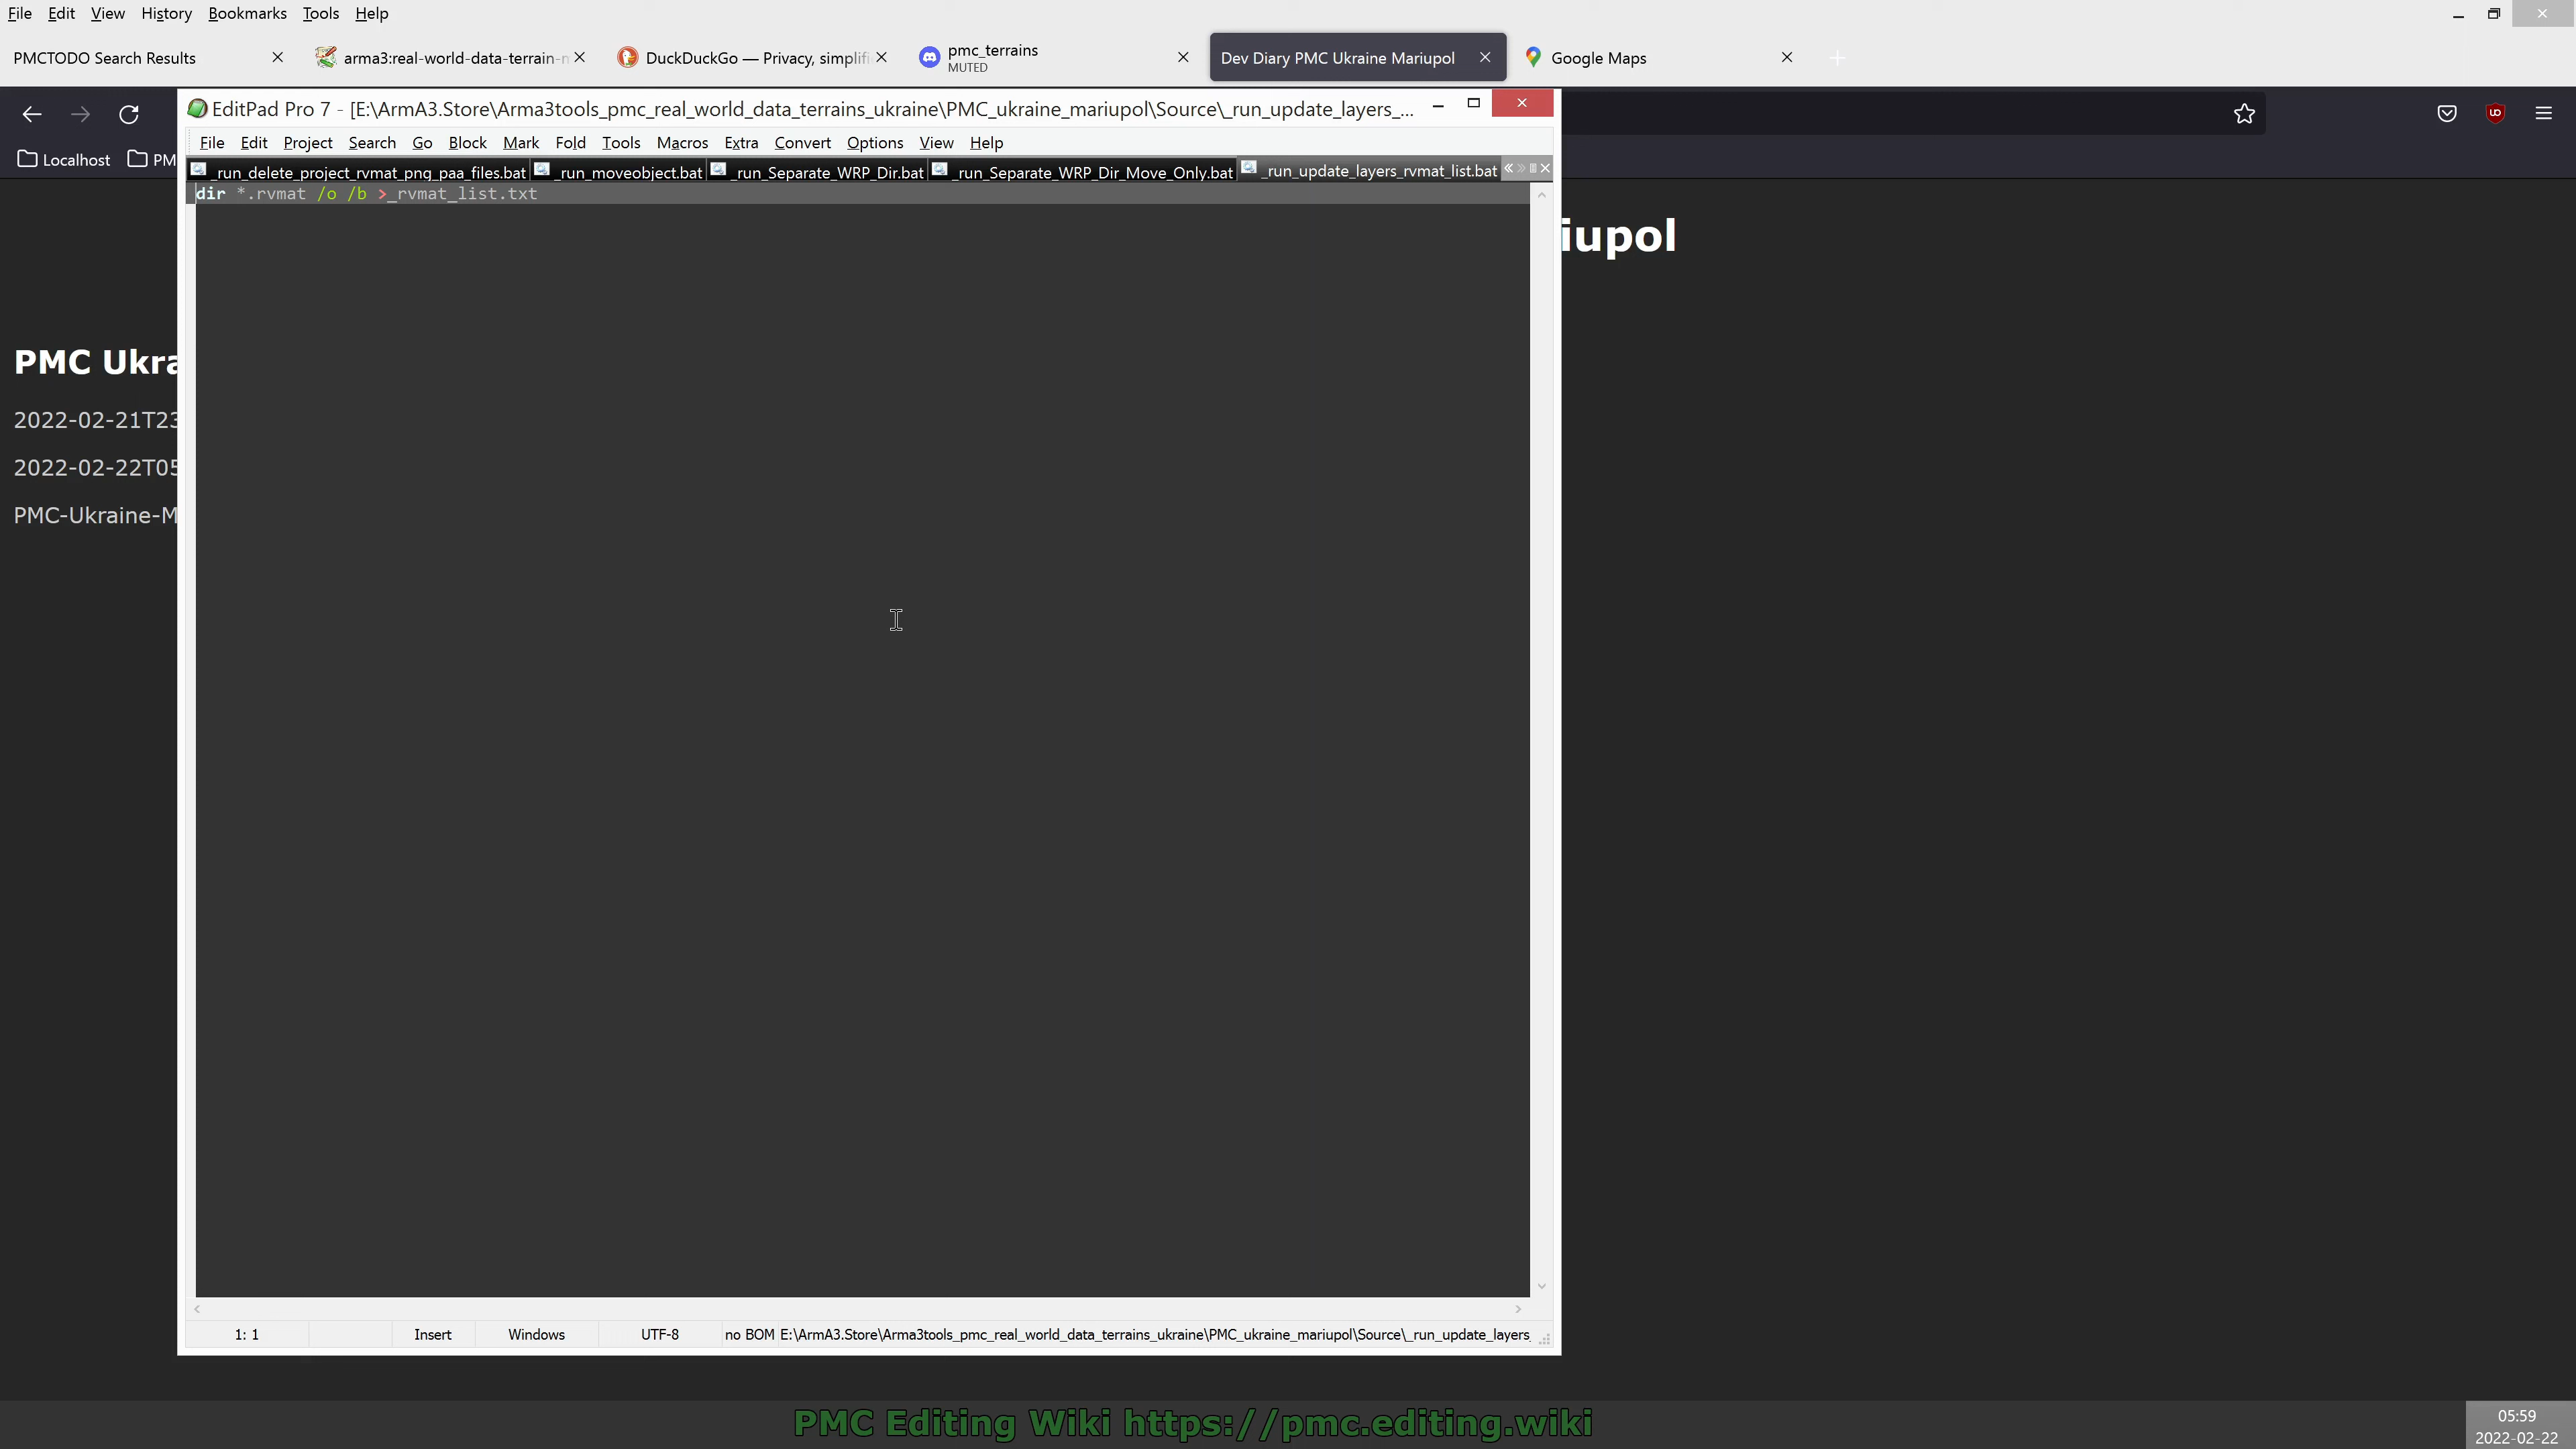 File Edit View History Bookmarks Tools Help
PMCTODO Search Results
arma3:real-world-data-terrain-
DuckDuckGo — Privacy, simplifi
pmc_terrains
MUTED
Dev Diary PMC Ukraine Mariupol
Google Maps
EditPad Pro 7 - [E:\ArmA3.Store\Arma3tools_pmc_real_world_data_terrains_ukraine\PMC_ukraine_mariupol\Source\_run_update_layers_...
File Edit Project Search Go Block Mark Fold Tools Macros Extra Convert Options View Help
Localhost PM
_run_delete_project_rvmat_png_paa_files.bat _run_moveobject.bat _run_Separate_WRP_Dir.bat _run_Separate_WRP_Dir_Move_Only.bat _run_update_layers_rvmat_list.bat
dir *.rvmat /o /b >_rvmat_list.txt
iupol
PMC Ukra
2022-02-21T23
2022-02-22T05
PMC-Ukraine-M
1: 1 Insert Windows UTF-8 no BOM E:\ArmA3.Store\Arma3tools_pmc_real_world_data_terrains_ukraine\PMC_ukraine_mariupol\Source\_run_update_layers_
PMC Editing Wiki https://pmc.editing.wiki
05:59
2022-02-22